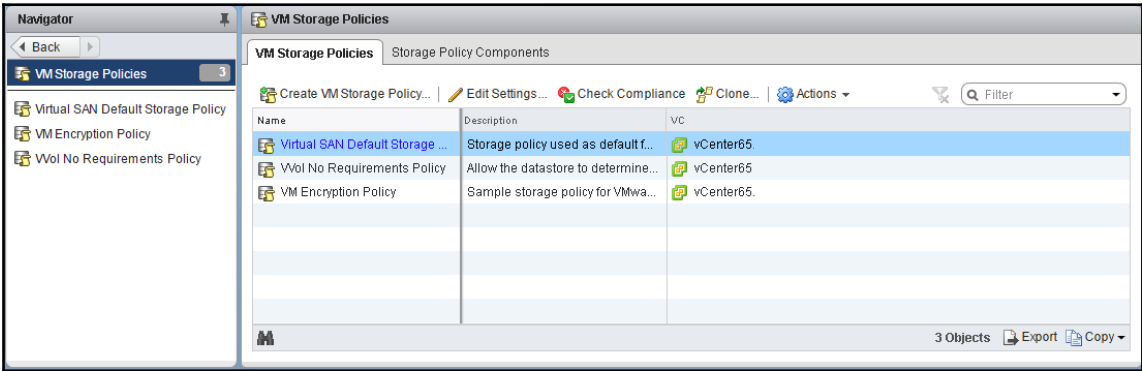 Navigator
Back
VM Storage Policies 3
Virtual SAN Default Storage Policy
VM Encryption Policy
VVol No Requirements Policy
VM Storage Policies
VM Storage Policies Storage Policy Components
Create VM Storage Policy... Edit Settings... Check Compliance Clone... Actions Filter
Name Description VC
Virtual SAN Default Storage ... Storage policy used as default f... vCenter65.
VVol No Requirements Policy Allow the datastore to determine... vCenter65
VM Encryption Policy Sample storage policy for VMwa... vCenter65.
3 Objects Export Copy